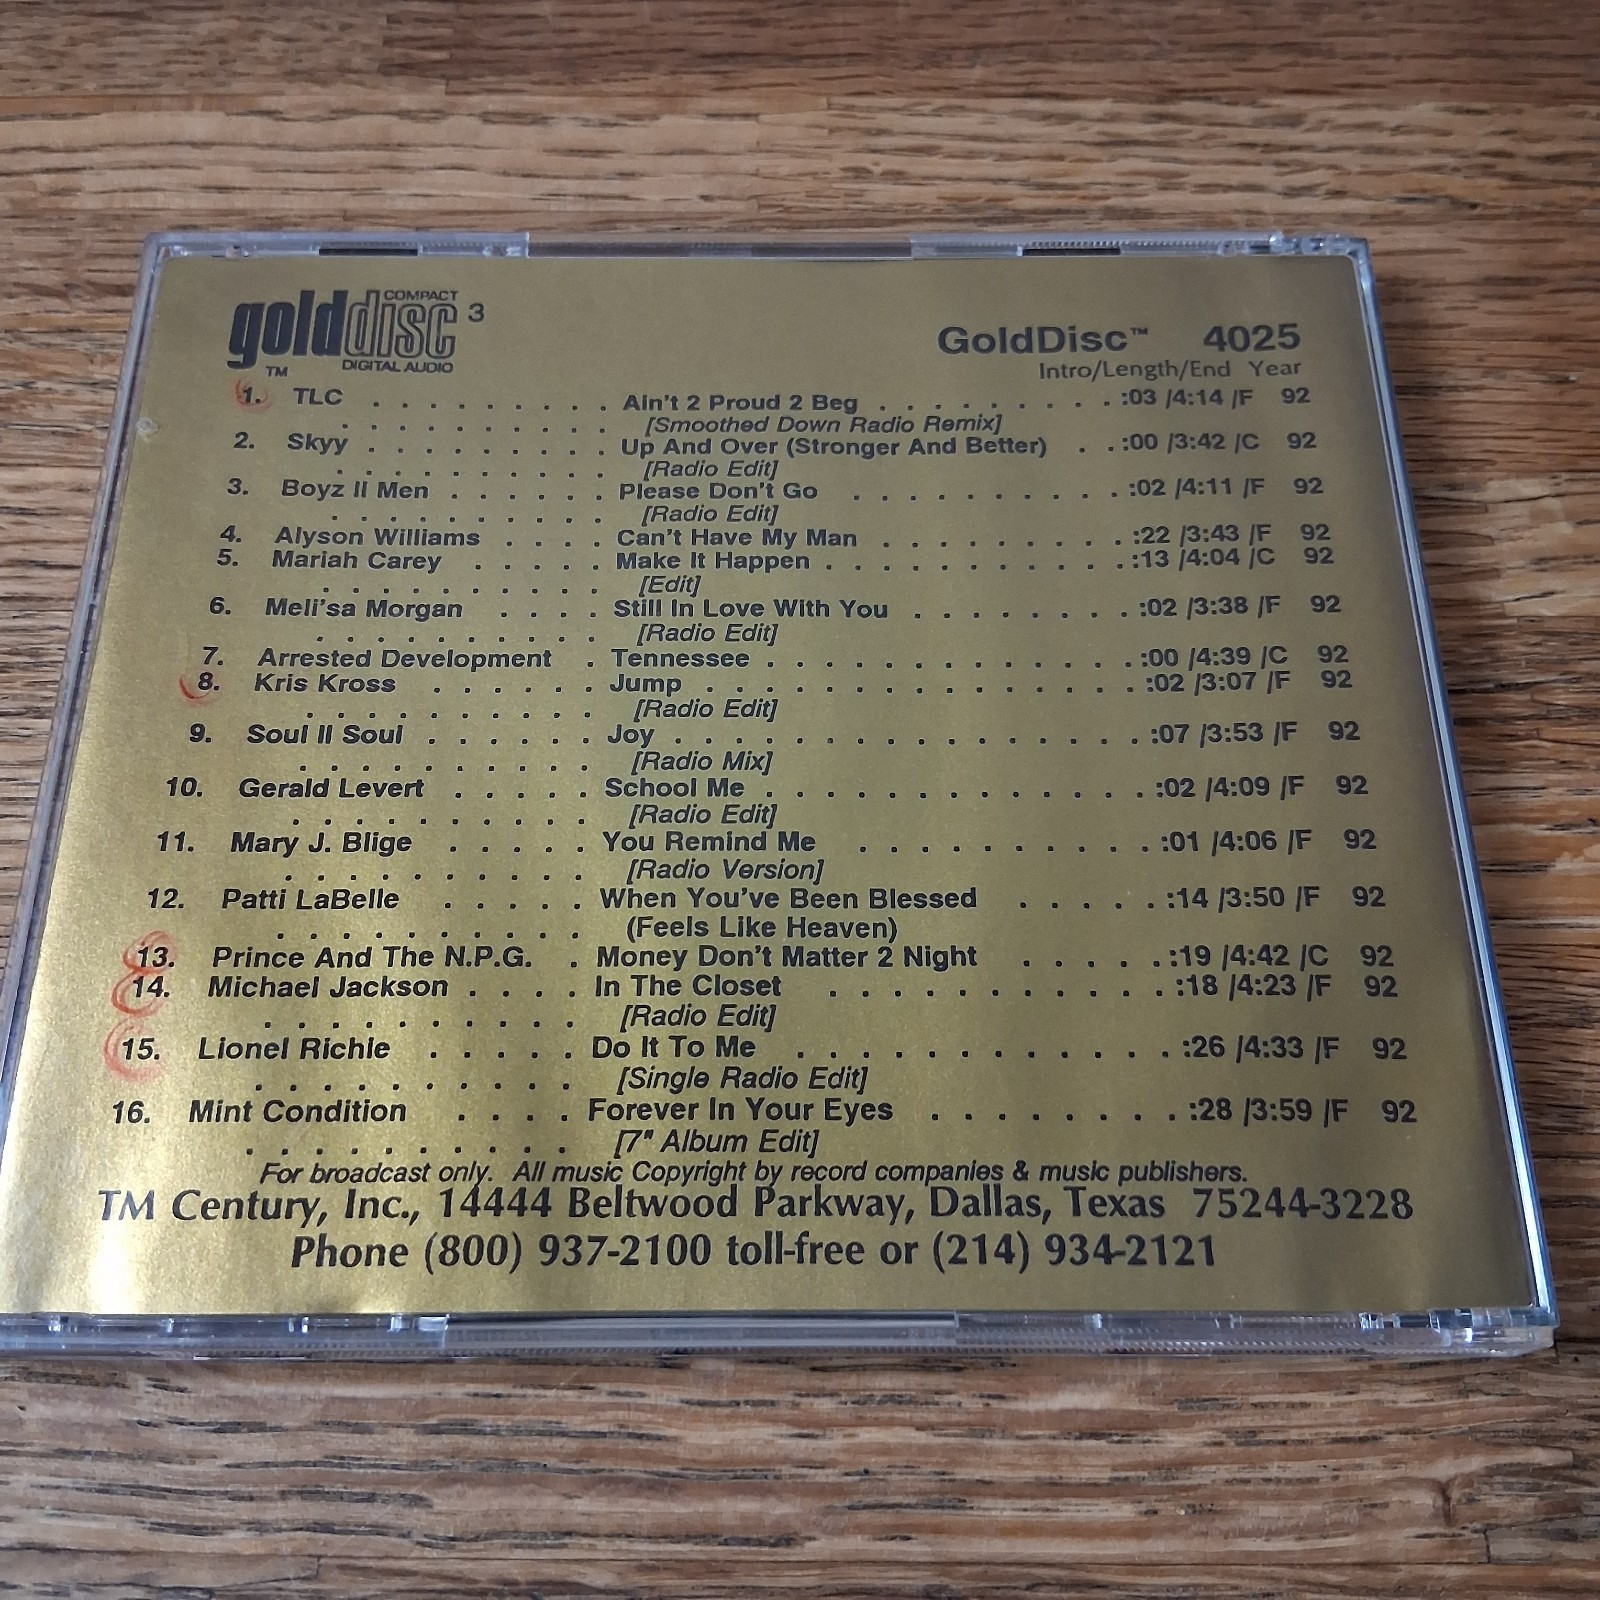 golddisc 3
COMPACT
DIGITAL AUDIO
TM
GoldDisc™ 4025
Intro/Length/End Year
1. TLC . . . . . . . . . . Ain't 2 Proud 2 Beg . . . . . . . . . . :03 /4:14 /F 92
. . . . . . . . . . [Smoothed Down Radio Remix]
2. Skyy . . . . . . . . . . Up And Over (Stronger And Better) . . :00 /3:42 /C 92
. . . . . . . . . . [Radio Edit]
3. Boyz II Men . . . . . . Please Don't Go . . . . . . . . . . :02 /4:11 /F 92
. . . . . . . . . . [Radio Edit]
4. Alyson Williams . . . . Can't Have My Man . . . . . . . . . :22 /3:43 /F 92
5. Mariah Carey . . . . . Make It Happen . . . . . . . . . . . :13 /4:04 /C 92
. . . . . . . . . . [Edit]
6. Meli'sa Morgan . . . . Still In Love With You . . . . . . . . :02 /3:38 /F 92
. . . . . . . . . . [Radio Edit]
7. Arrested Development . Tennessee . . . . . . . . . . . . . :00 /4:39 /C 92
8. Kris Kross . . . . . . Jump . . . . . . . . . . . . . . . :02 /3:07 /F 92
. . . . . . . . . . [Radio Edit]
9. Soul II Soul . . . . . . Joy . . . . . . . . . . . . . . . . :07 /3:53 /F 92
. . . . . . . . . . [Radio Mix]
10. Gerald Levert . . . . . School Me . . . . . . . . . . . . . :02 /4:09 /F 92
. . . . . . . . . . [Radio Edit]
11. Mary J. Blige . . . . . You Remind Me . . . . . . . . . . :01 /4:06 /F 92
. . . . . . . . . . [Radio Version]
12. Patti LaBelle . . . . . When You've Been Blessed . . . . . :14 /3:50 /F 92
. . . . . . . . . . (Feels Like Heaven)
13. Prince And The N.P.G. . Money Don't Matter 2 Night . . . . . :19 /4:42 /C 92
14. Michael Jackson . . . . In The Closet . . . . . . . . . . . :18 /4:23 /F 92
. . . . . . . . . . [Radio Edit]
15. Lionel Richie . . . . . Do It To Me . . . . . . . . . . . . :26 /4:33 /F 92
. . . . . . . . . . [Single Radio Edit]
16. Mint Condition . . . . Forever In Your Eyes . . . . . . . . :28 /3:59 /F 92
. . . . . . . . . . [7" Album Edit]
For broadcast only. All music Copyright by record companies & music publishers.
TM Century, Inc., 14444 Beltwood Parkway, Dallas, Texas 75244-3228
Phone (800) 937-2100 toll-free or (214) 934-2121